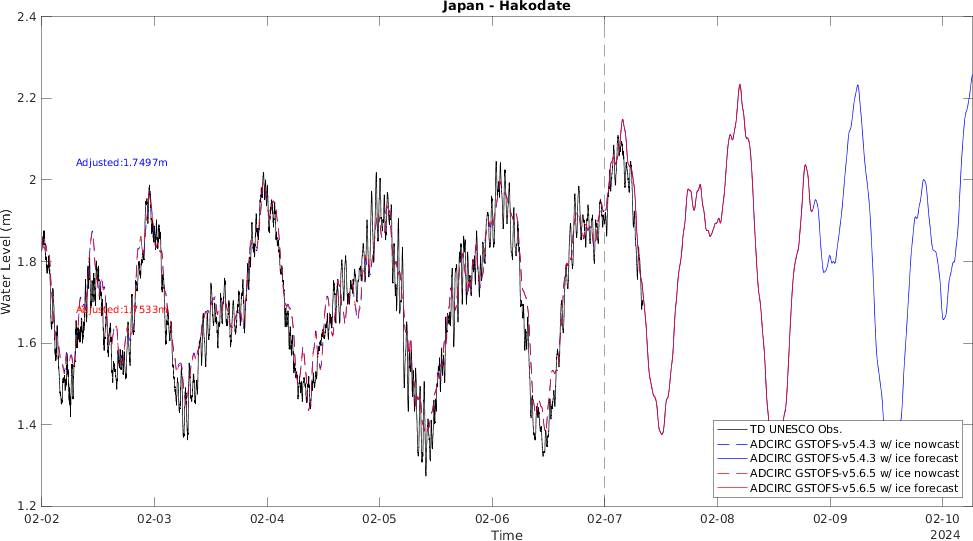 Japan - Hakodate
2.4
2.2
2
1.8
1.6
1.4
1.2
Water Level (m)
Adjusted:1.7497m
Adjusted:1.7533m
TD UNESCO Obs.
ADCIRC GSTOFS-v5.4.3 w/ ice nowcast
ADCIRC GSTOFS-v5.4.3 w/ ice forecast
ADCIRC GSTOFS-v5.6.5 w/ ice nowcast
ADCIRC GSTOFS-v5.6.5 w/ ice forecast
02-02 02-03 02-04 02-05 02-06 02-07 02-08 02-09 02-10
2024
Time